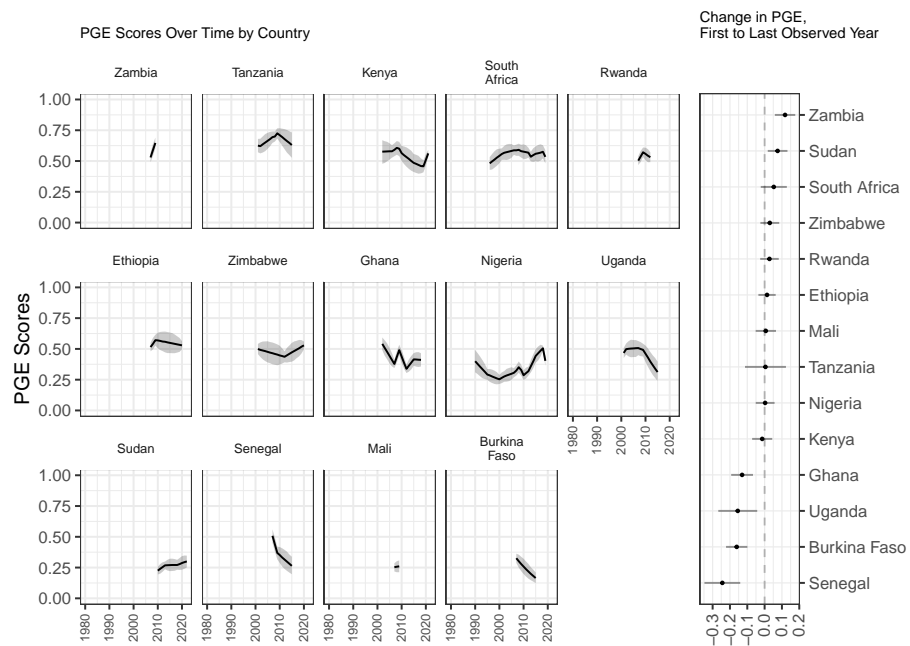 Change in PGE,
First to Last Observed Year
PGE Scores Over Time by Country
Zambia
Tanzania
Kenya
South
Africa
Rwanda
1.00
0.75
0.50
0.25
0.00
Ethiopia
Zimbabwe
Ghana
Nigeria
Uganda
1.00
0.75
0.50
0.25
0.00
PGE Scores
1980
1990
2000
2010
2020
Sudan
Senegal
Mali
Burkina
Faso
1.00
0.75
0.50
0.25
0.00
1980
1990
2000
2010
2020
1980
1990
2000
2010
2020
1980
1990
2000
2010
2020
1980
1990
2000
2010
2020
Zambia
Sudan
South Africa
Zimbabwe
Rwanda
Ethiopia
Mali
Tanzania
Nigeria
Kenya
Ghana
Uganda
Burkina Faso
Senegal
−0.3
−0.2
−0.1
0.0
0.1
0.2